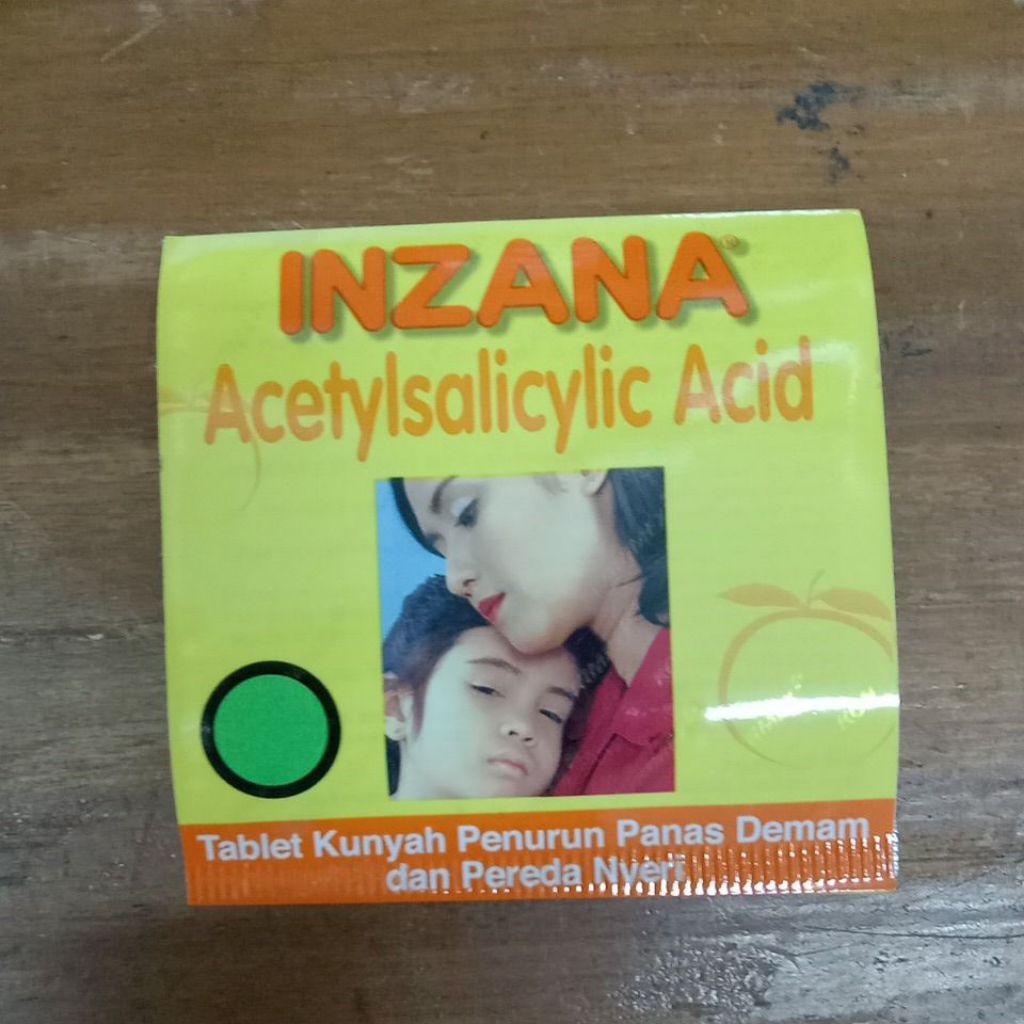 INZANA®
Acetylsalicylic Acid
Tablet Kunyah Penurun Panas Demam
dan Pereda Nyeri